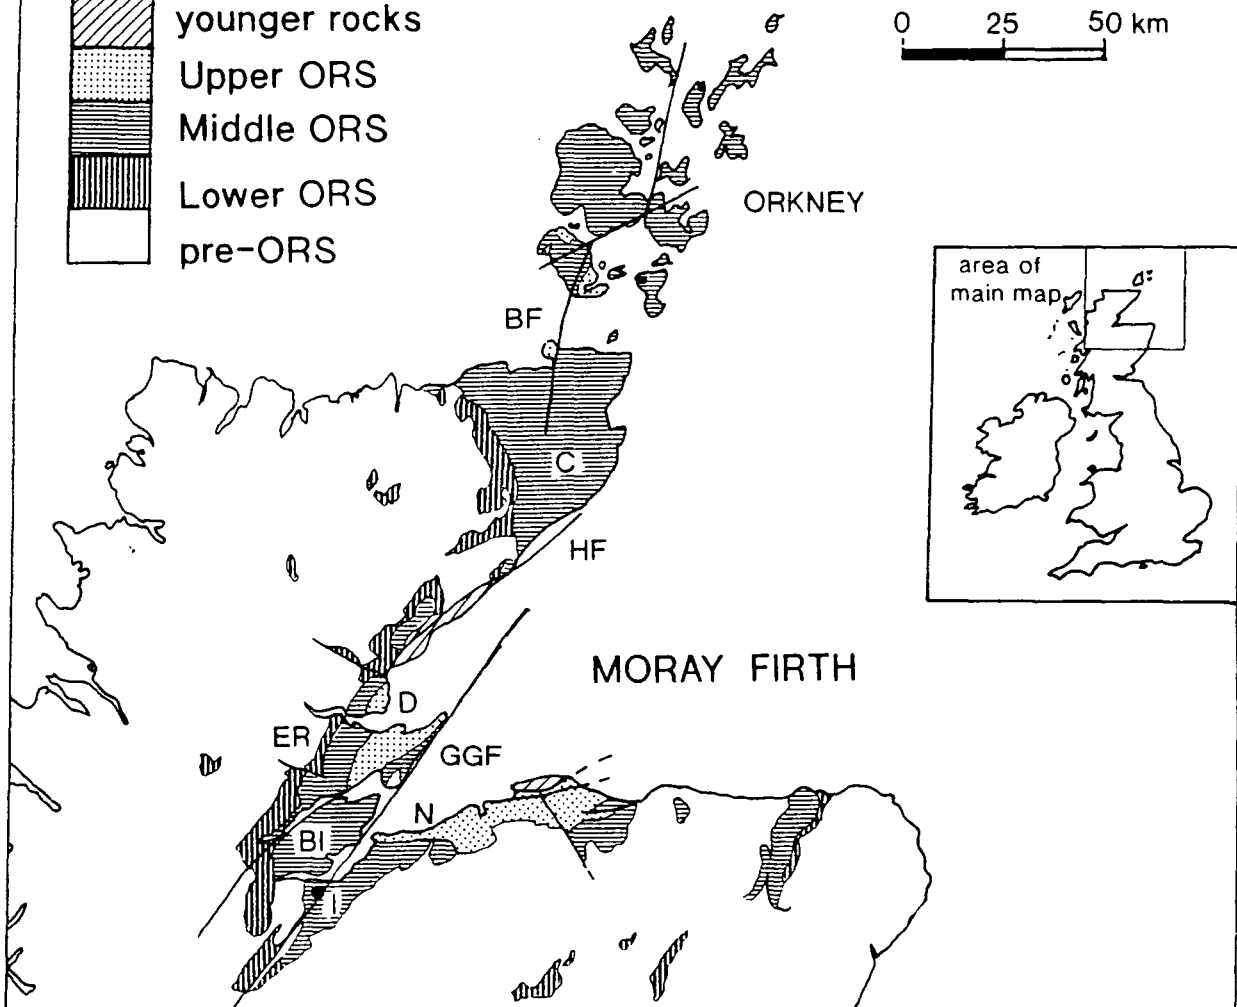 younger rocks
Upper ORS
Middle ORS
Lower ORS
pre-ORS
0 25 50 km
ORKNEY
area of
main map
BF
C
HF
MORAY FIRTH
D
ER
GGF
N
BI
I